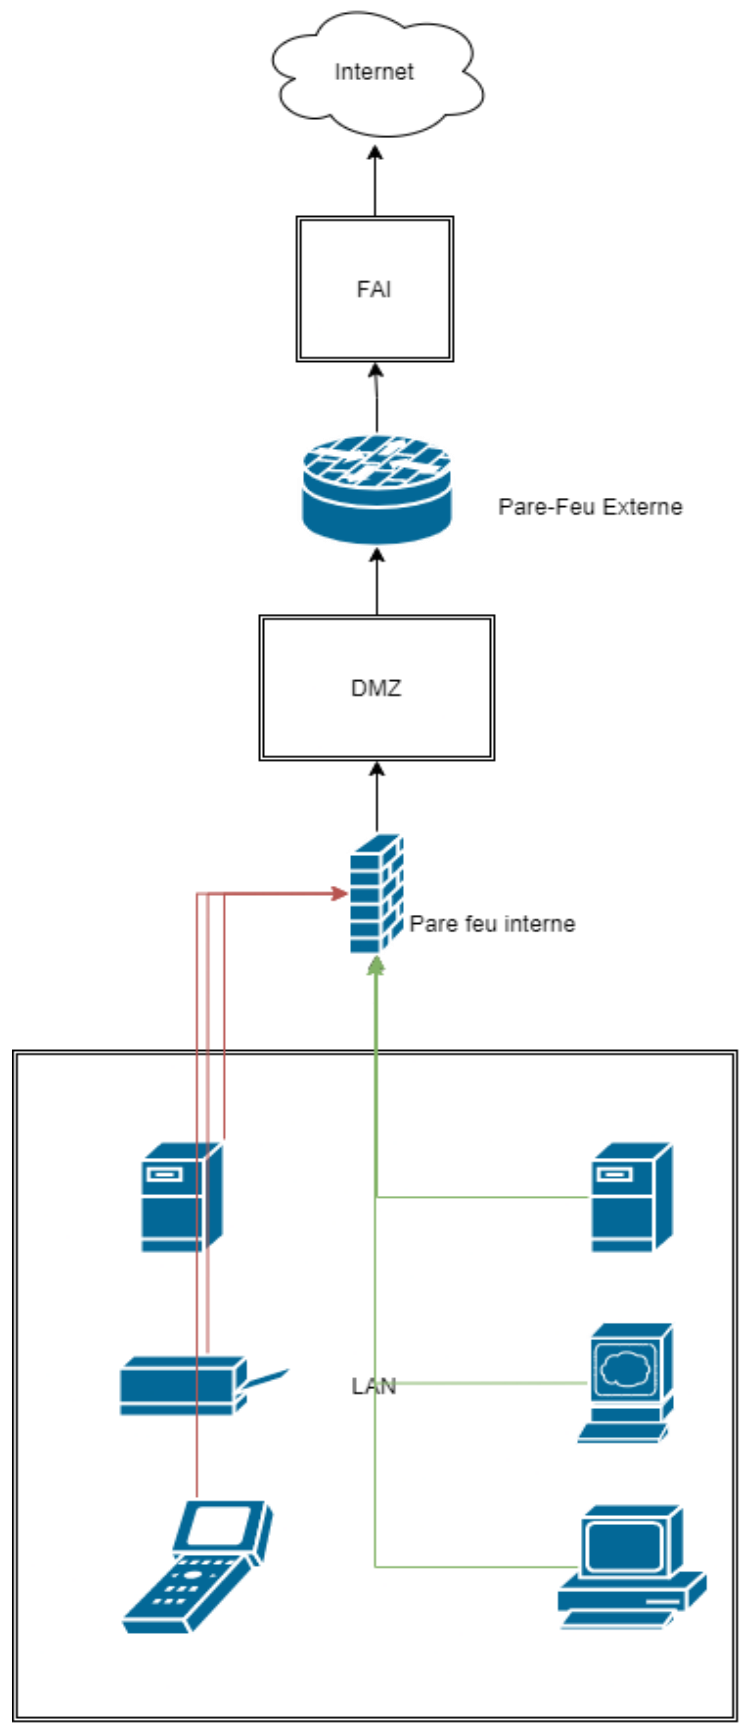 Internet
FAI
Pare-Feu Externe
DMZ
Pare feu interne
LAN